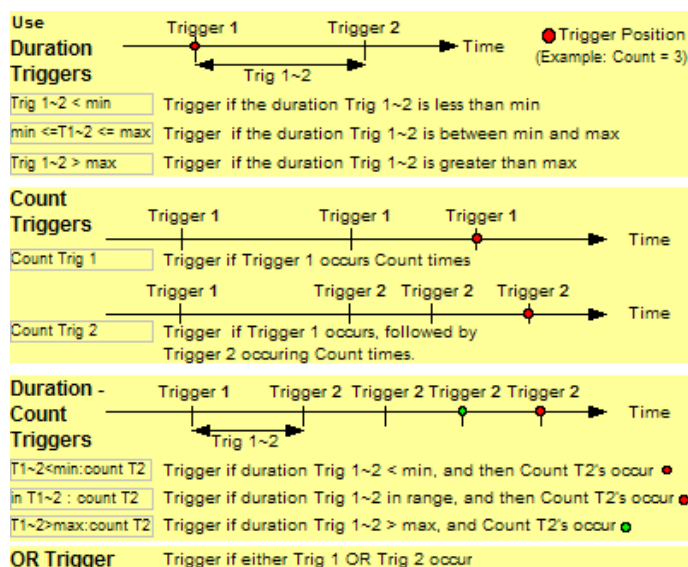 Use
Duration
Triggers
Trigger 1 Trigger 2
Time
Trig 1~2
Trigger Position
(Example: Count = 3)
Trig 1~2 < min Trigger if the duration Trig 1~2 is less than min
min <=T1~2 <= max Trigger if the duration Trig 1~2 is between min and max
Trig 1~2 > max Trigger if the duration Trig 1~2 is greater than max
Count
Triggers
Trigger 1 Trigger 1 Trigger 1
Time
Count Trig 1 Trigger if Trigger 1 occurs Count times
Trigger 1 Trigger 2 Trigger 2 Trigger 2
Time
Count Trig 2 Trigger if Trigger 1 occurs, followed by
Trigger 2 occuring Count times.
Duration -
Count
Triggers
Trigger 1 Trigger 2 Trigger 2 Trigger 2 Trigger 2
Time
Trig 1~2
T1~2<min:count T2 Trigger if duration Trig 1~2 < min, and then Count T2's occur
in T1~2 : count T2 Trigger if duration Trig 1~2 in range, and then Count T2's occur
T1~2>max:count T2 Trigger if duration Trig 1~2 > max, and Count T2's occur
OR Trigger Trigger if either Trig 1 OR Trig 2 occur